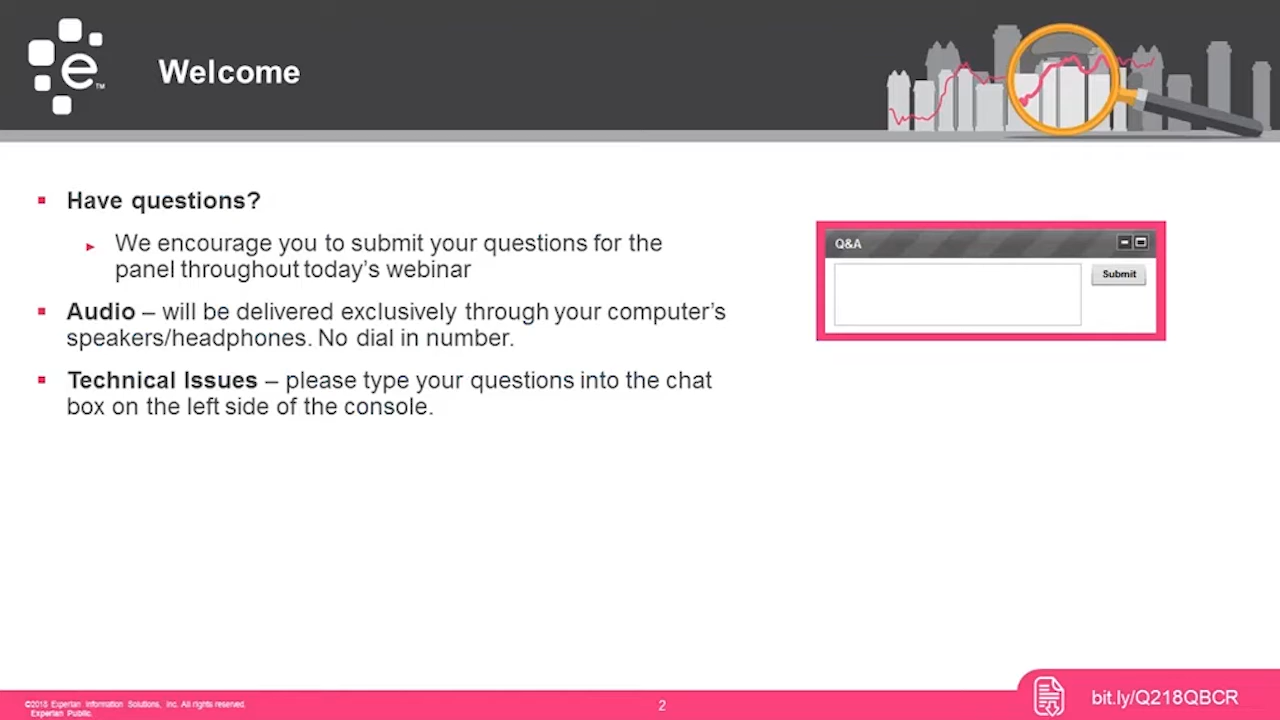 e™
Welcome
Have questions?
We encourage you to submit your questions for the
panel throughout today's webinar
Audio – will be delivered exclusively through your computer's
speakers/headphones. No dial in number.
Technical Issues – please type your questions into the chat
box on the left side of the console.
Q&A
Submit
©2018 Experian Information Solutions, Inc. All rights reserved.
Experian Public.
2
bit.ly/Q218QBCR